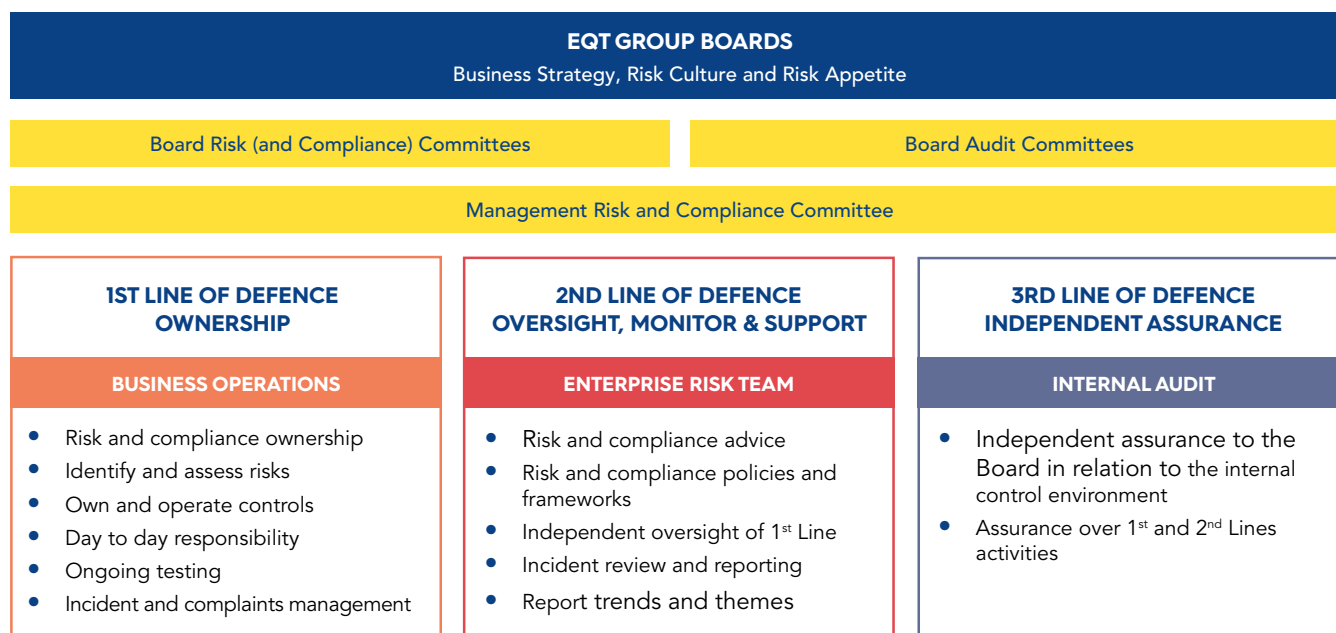 EQT GROUP BOARDS
Business Strategy, Risk Culture and Risk Appetite
Board Risk (and Compliance) Committees
Board Audit Committees
Management Risk and Compliance Committee
1ST LINE OF DEFENCE
OWNERSHIP
BUSINESS OPERATIONS
• Risk and compliance ownership
• Identify and assess risks
• Own and operate controls
• Day to day responsibility
• Ongoing testing
• Incident and complaints management
2ND LINE OF DEFENCE
OVERSIGHT, MONITOR & SUPPORT
ENTERPRISE RISK TEAM
• Risk and compliance advice
• Risk and compliance policies and
frameworks
• Independent oversight of 1st Line
• Incident review and reporting
• Report trends and themes
3RD LINE OF DEFENCE
INDEPENDENT ASSURANCE
INTERNAL AUDIT
• Independent assurance to the
Board in relation to the internal
control environment
• Assurance over 1st and 2nd Lines
activities